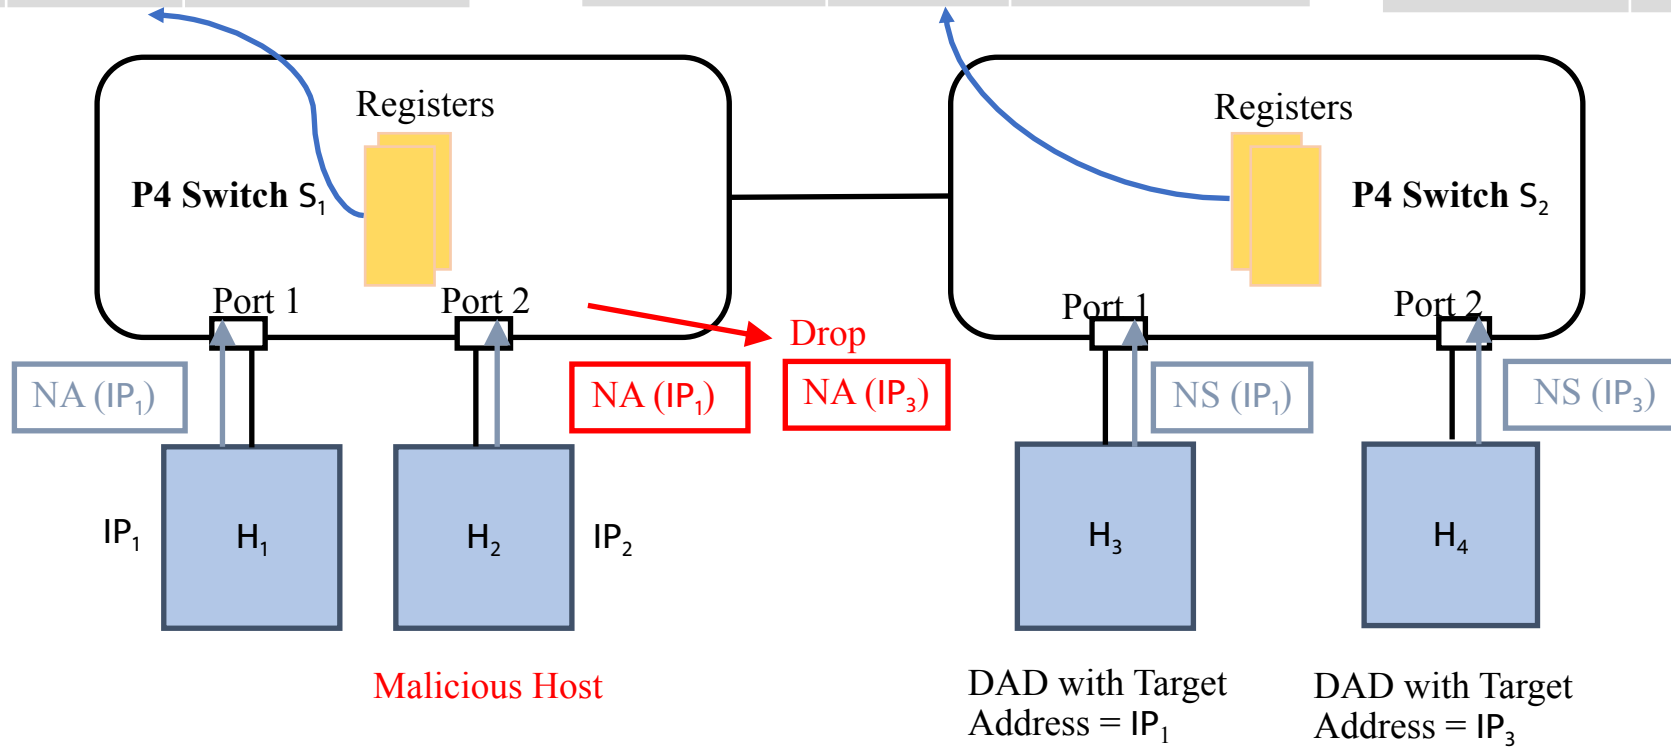 Registers
Registers
P4 Switch S₁
P4 Switch S₂
Port 1
Port 2
Port 1
Port 2
Drop
NA (IP₁)
NA (IP₁)
NA (IP₃)
NS (IP₁)
NS (IP₃)
IP₁
H₁
H₂
IP₂
H₃
H₄
Malicious Host
DAD with Target
Address = IP₁
DAD with Target
Address = IP₃